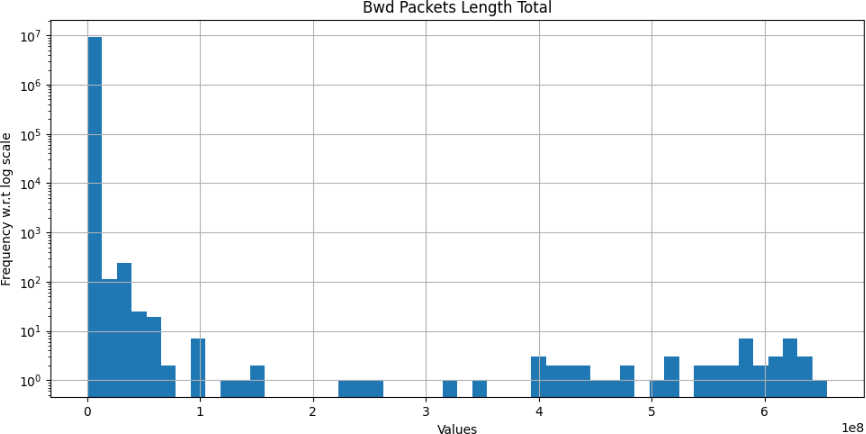 Bwd Packets Length Total
10^7
10^6
10^5
10^4
10^3
10^2
10^1
10^0
Frequency w.r.t log scale
0 1 2 3 4 5 6
1e8
Values